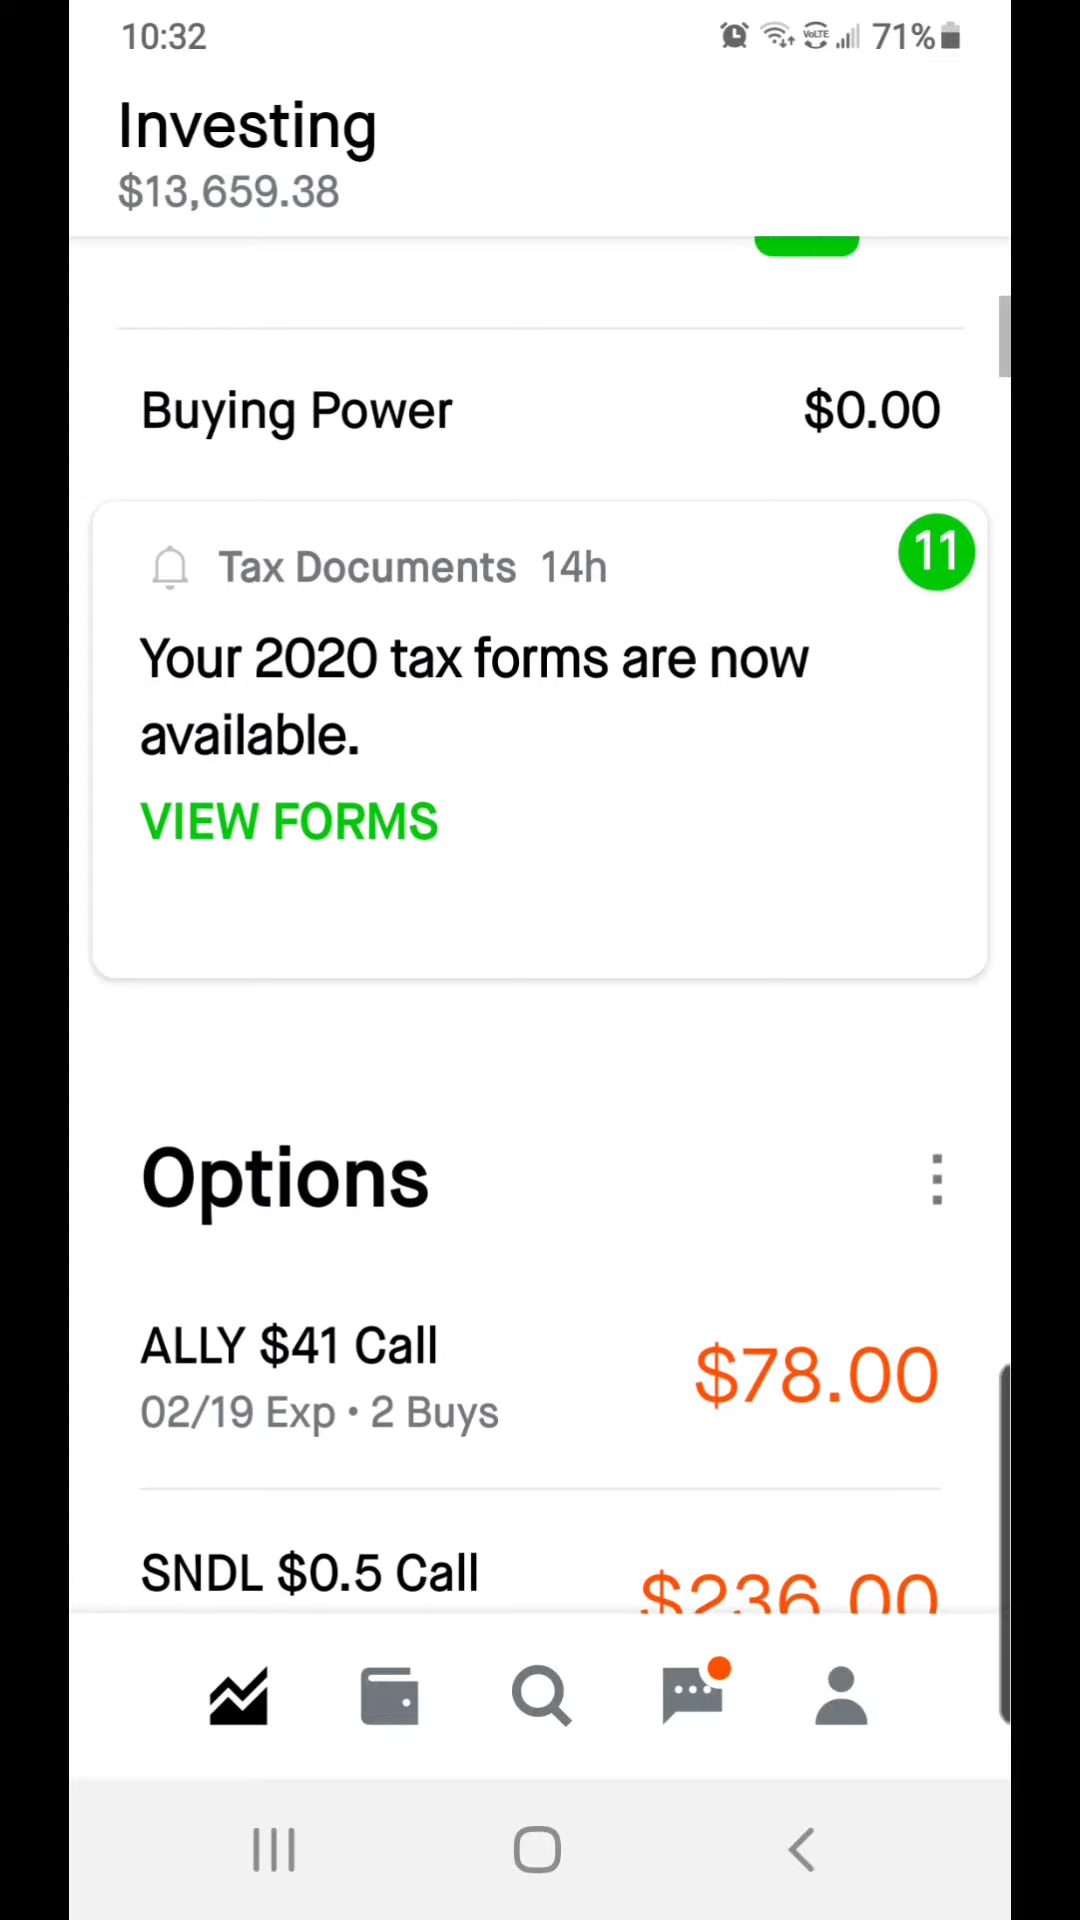 10:32 VoLTE 71%
Investing
$13,659.38
Buying Power $0.00
Tax Documents 14h 11
Your 2020 tax forms are now
available.
VIEW FORMS
Options
ALLY $41 Call $78.00
02/19 Exp • 2 Buys
SNDL $0.5 Call $236.00